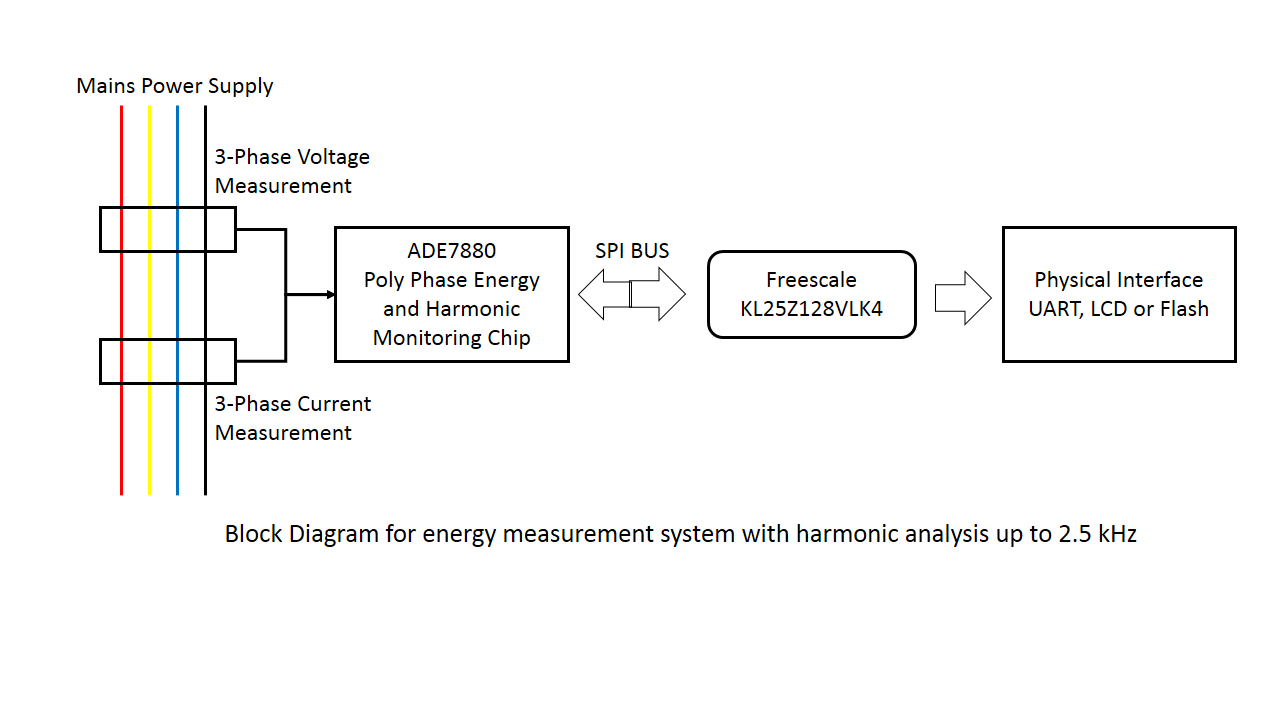 Mains Power Supply
3-Phase Voltage
Measurement
ADE7880
Poly Phase Energy
and Harmonic
Monitoring Chip
SPI BUS
Freescale
KL25Z128VLK4
Physical Interface
UART, LCD or Flash
3-Phase Current
Measurement
Block Diagram for energy measurement system with harmonic analysis up to 2.5 kHz